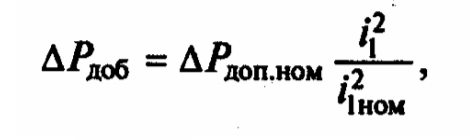 ΔP_доб = ΔP_доп.ном i₁² / i₁ном²,